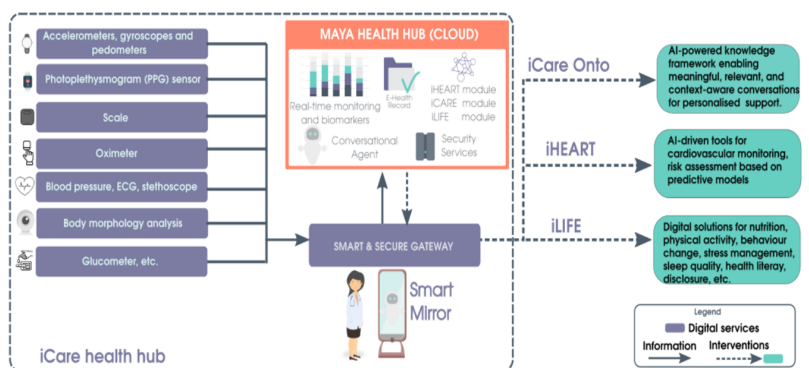 Accelerometers, gyroscopes and
pedometers
Photoplethysmogram (PPG) sensor
Scale
Oximeter
Blood pressure, ECG, stethoscope
Body morphology analysis
Glucometer, etc.
iCare health hub
MAYA HEALTH HUB (CLOUD)
Real-time monitoring
and biomarkers
E-Health
Record
iHEART module
iCARE module
ILIFE module
Conversational
Agent
Security
Services
SMART & SECURE GATEWAY
Smart
Mirror
iCare Onto
AI-powered knowledge
framework enabling
meaningful, relevant, and
context-aware conversations
for personalised support.
iHEART
AI-driven tools for
cardiovascular monitoring,
risk assessment based on
predictive models
iLIFE
Digital solutions for nutrition,
physical activity, behaviour
change, stress management,
sleep quality, health literay,
disclosure, etc.
Legend
Digital services
Information
Interventions